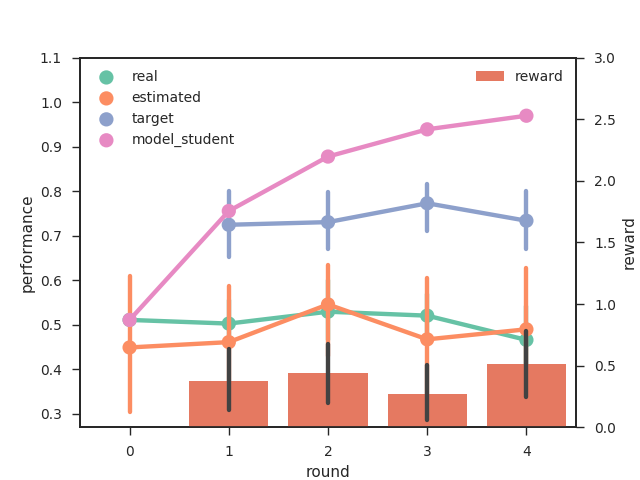 1.1
1.0
0.9
0.8
0.7
0.6
0.5
0.4
0.3
performance
real
estimated
target
model_student
reward
3.0
2.5
2.0
1.5
1.0
0.5
0.0
reward
0 1 2 3 4
round